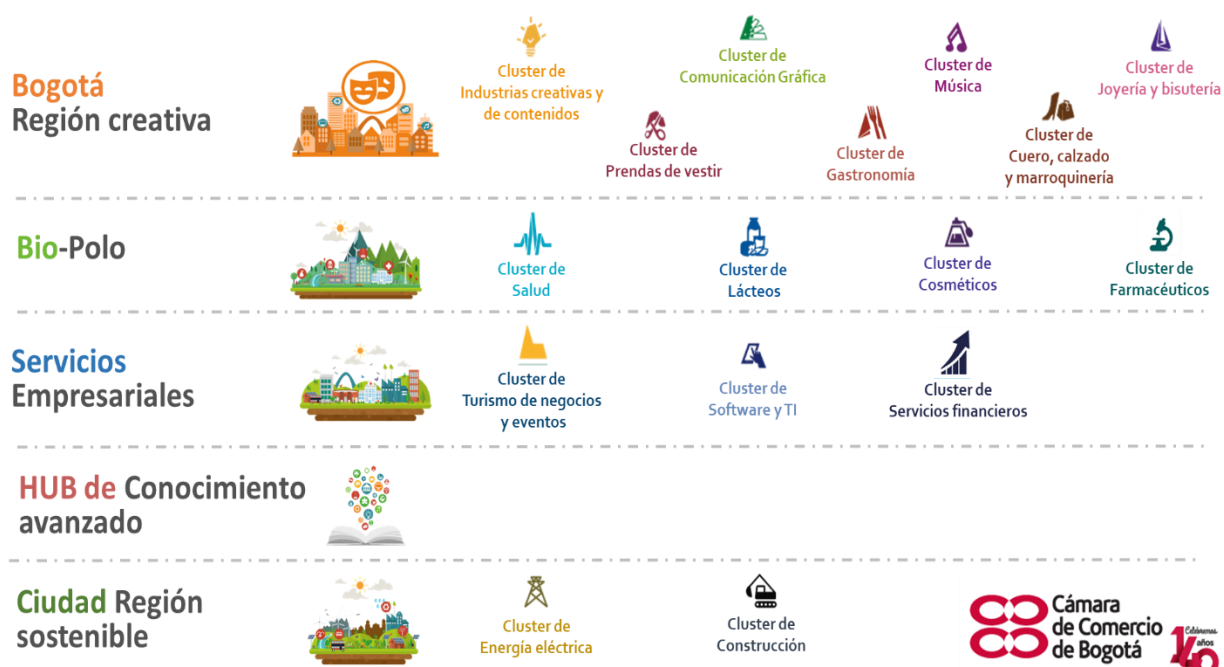 Bogotá
Región creativa
Cluster de
Industrias creativas y
de contenidos
Cluster de
Comunicación Gráfica
Cluster de
Música
Cluster de
Joyería y bisutería
Cluster de
Prendas de vestir
Cluster de
Gastronomía
Cluster de
Cuero, calzado
y marroquinería
Bio-Polo
Cluster de
Salud
Cluster de
Lácteos
Cluster de
Cosméticos
Cluster de
Farmacéuticos
Servicios
Empresariales
Cluster de
Turismo de negocios
y eventos
Cluster de
Software y TI
Cluster de
Servicios financieros
HUB de Conocimiento
avanzado
Ciudad Región
sostenible
Cluster de
Energía eléctrica
Cluster de
Construcción
Cámara
de Comercio
de Bogotá
Celebremos
140
años